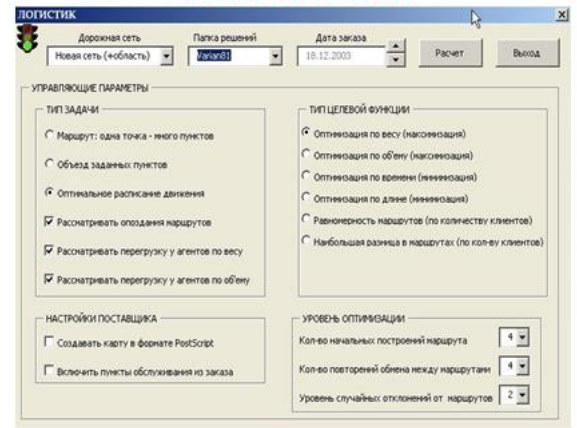 ЛОГИСТИК
Дорожная сеть Папка решений Дата заказа
Новая сеть (+область) Varian81 18.12.2003 Расчет Выход
УПРАВЛЯЮЩИЕ ПАРАМЕТРЫ
ТИП ЗАДАЧИ
Маршрут: одна точка - много пунктов
Объезд заданных пунктов
Оптимальное расписание движения
Рассматривать опоздания маршрутов
Рассматривать перегрузку у агентов по весу
Рассматривать перегрузку у агентов по об'ему
ТИП ЦЕЛЕВОЙ ФУНКЦИИ
Оптимизация по весу (максимизация)
Оптимизация по об'ему (максимизация)
Оптимизация по времени (минимизация)
Оптимизация по длине (минимизация)
Равномерность маршрутов (по количеству клиентов)
Наибольшая разница в маршрутах (по кол-ву клиентов)
НАСТРОЙКИ ПОСТАВЩИКА
Создавать карту в формате PostScript
Включить пункты обслуживания из заказа
УРОВЕНЬ ОПТИМИЗАЦИИ
Кол-во начальных построений маршрута 4
Кол-во повторений обмена между маршрутами 4
Уровень случайных отклонений от маршрутов 2